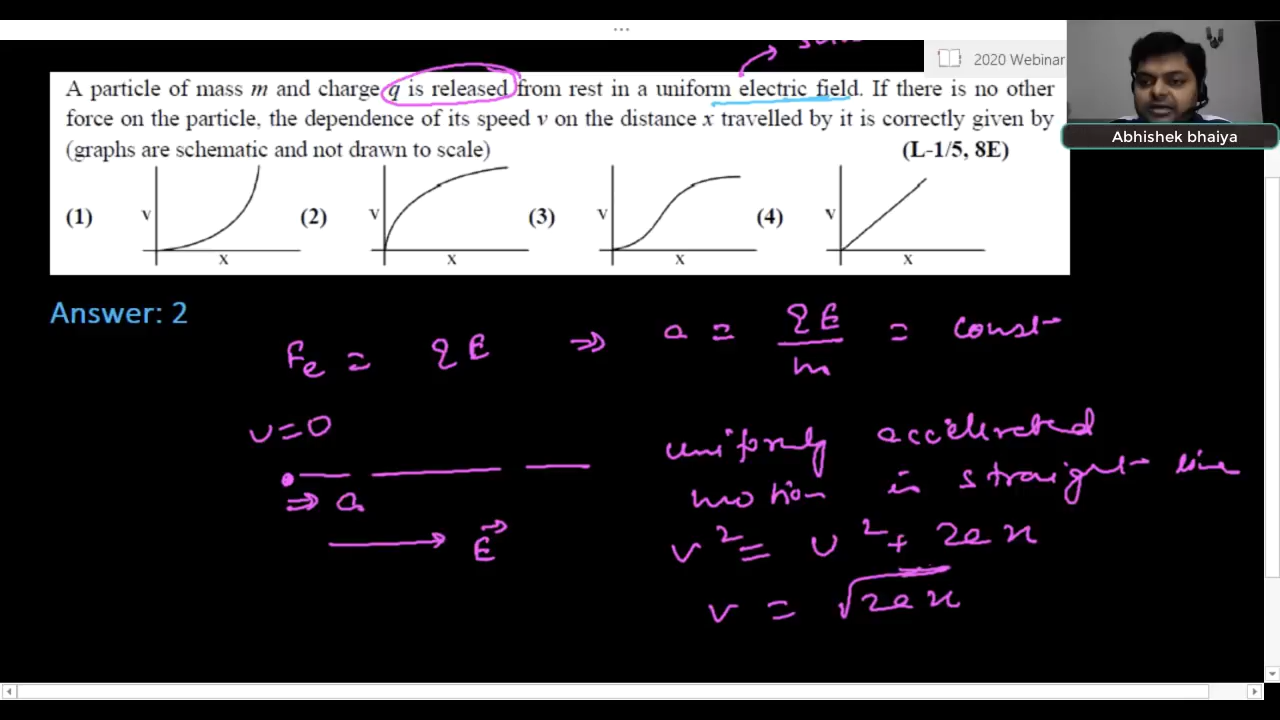 2020 Webinar
Abhishek bhaiya
A particle of mass m and charge q is released from rest in a uniform electric field. If there is no other
force on the particle, the dependence of its speed v on the distance x travelled by it is correctly given by
(graphs are schematic and not drawn to scale) (L-1/5, 8E)
(1) v x (2) v x (3) v x (4) v x
Answer: 2
Fe = qE ⇒ a = qE/m = const
u=0
⇒ a
E⃗
uniformly accelerated
motion in straight line
v² = u² + 2ax
v = √2ax